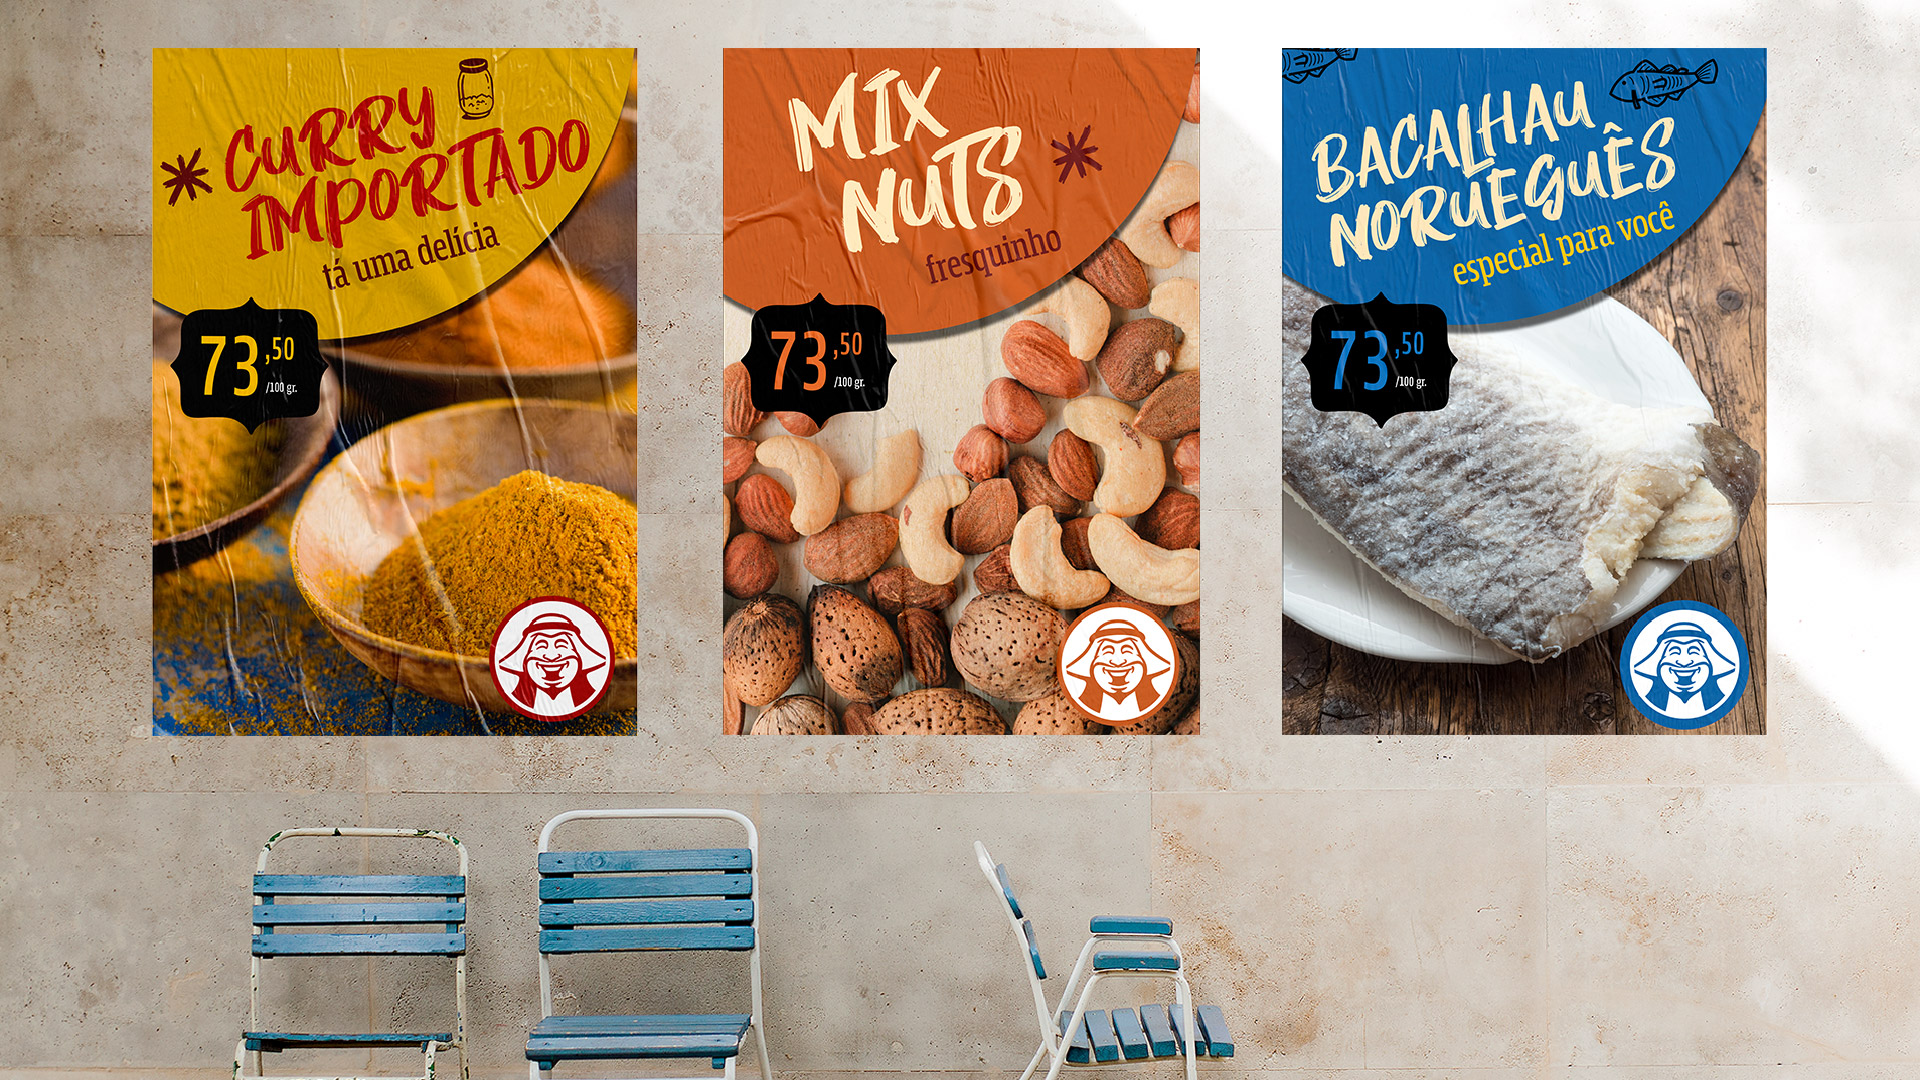 CURRY
IMPORTADO
tá uma delícia
73,50
/100 gr.
MIX
NUTS
fresquinho
73,50
/100 gr.
BACALHAU
NORUEGUÊS
especial para você
73,50
/100 gr.